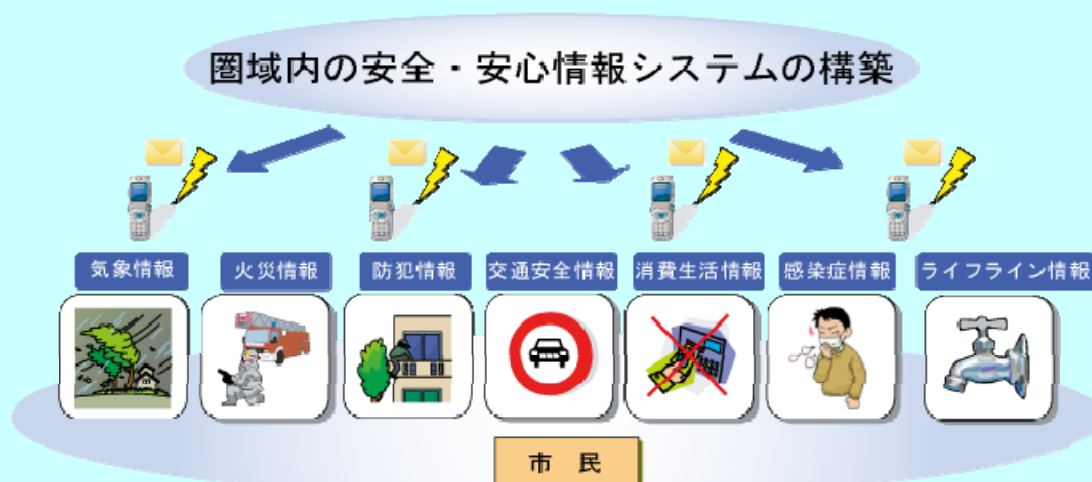 圏域内の安全・安心情報システムの構築
気象情報
火災情報
防犯情報
交通安全情報
消費生活情報
感染症情報
ライフライン情報
市 民